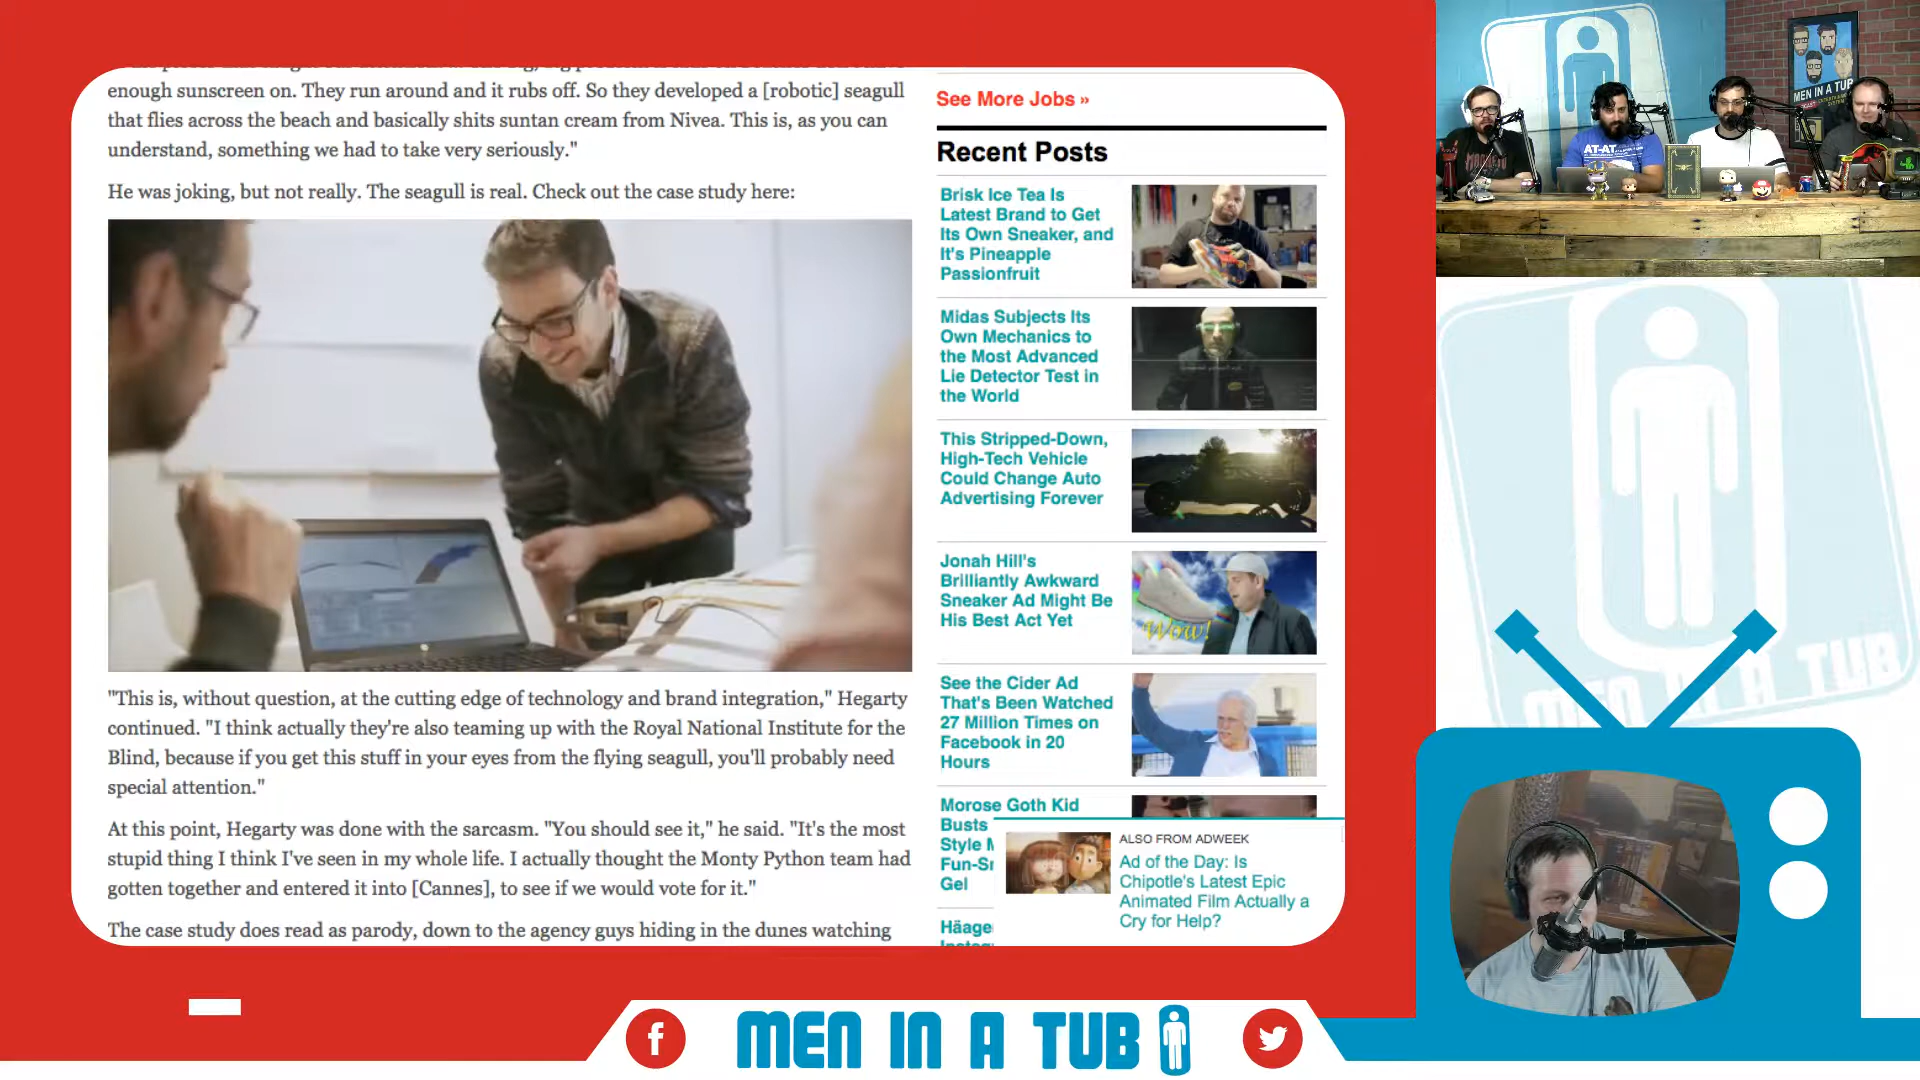 enough sunscreen on. They run around and it rubs off. So they developed a [robotic] seagull
that flies across the beach and basically shits suntan cream from Nivea. This is, as you can
understand, something we had to take very seriously."
He was joking, but not really. The seagull is real. Check out the case study here:
"This is, without question, at the cutting edge of technology and brand integration," Hegarty
continued. "I think actually they're also teaming up with the Royal National Institute for the
Blind, because if you get this stuff in your eyes from the flying seagull, you'll probably need
special attention."
At this point, Hegarty was done with the sarcasm. "You should see it," he said. "It's the most
stupid thing I think I've seen in my whole life. I actually thought the Monty Python team had
gotten together and entered it into [Cannes], to see if we would vote for it."
The case study does read as parody, down to the agency guys hiding in the dunes watching
See More Jobs »
Recent Posts
Brisk Ice Tea Is
Latest Brand to Get
Its Own Sneaker, and
It's Pineapple
Passionfruit
Midas Subjects Its
Own Mechanics to
the Most Advanced
Lie Detector Test in
the World
This Stripped-Down,
High-Tech Vehicle
Could Change Auto
Advertising Forever
Jonah Hill's
Brilliantly Awkward
Sneaker Ad Might Be
His Best Act Yet
Wow!
See the Cider Ad
That's Been Watched
27 Million Times on
Facebook in 20
Hours
Morose Goth Kid
Busts
Style
Gel
Häage
ALSO FROM ADWEEK
Ad of the Day: Is
Chipotle's Latest Epic
Animated Film Actually a
Cry for Help?
MEN IN A TUB
AT-AT
MEN IN A TUB
MEN IN A TUB